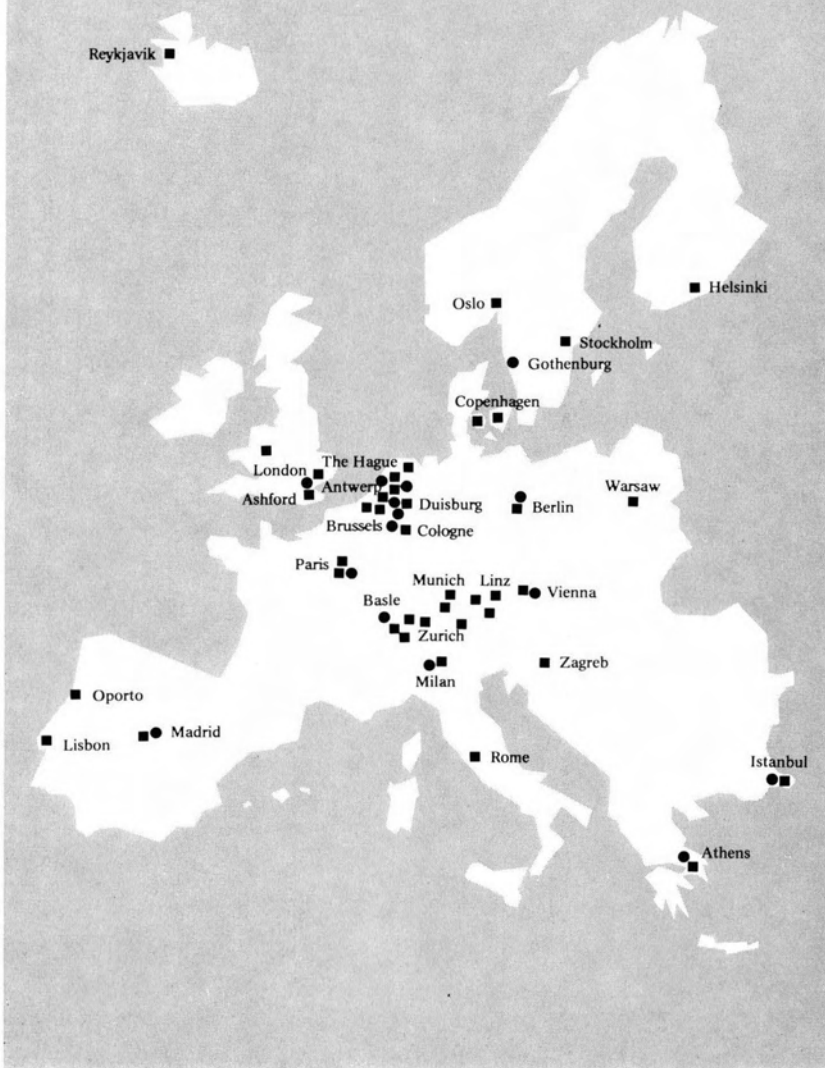 Reykjavik
Helsinki
Oslo
Stockholm
Gothenburg
Copenhagen
The Hague
London
Antwerp
Ashford
Duisburg
Warsaw
Berlin
Brussels
Cologne
Paris
Munich
Linz
Vienna
Basle
Zurich
Zagreb
Milan
Oporto
Madrid
Lisbon
Rome
Istanbul
Athens